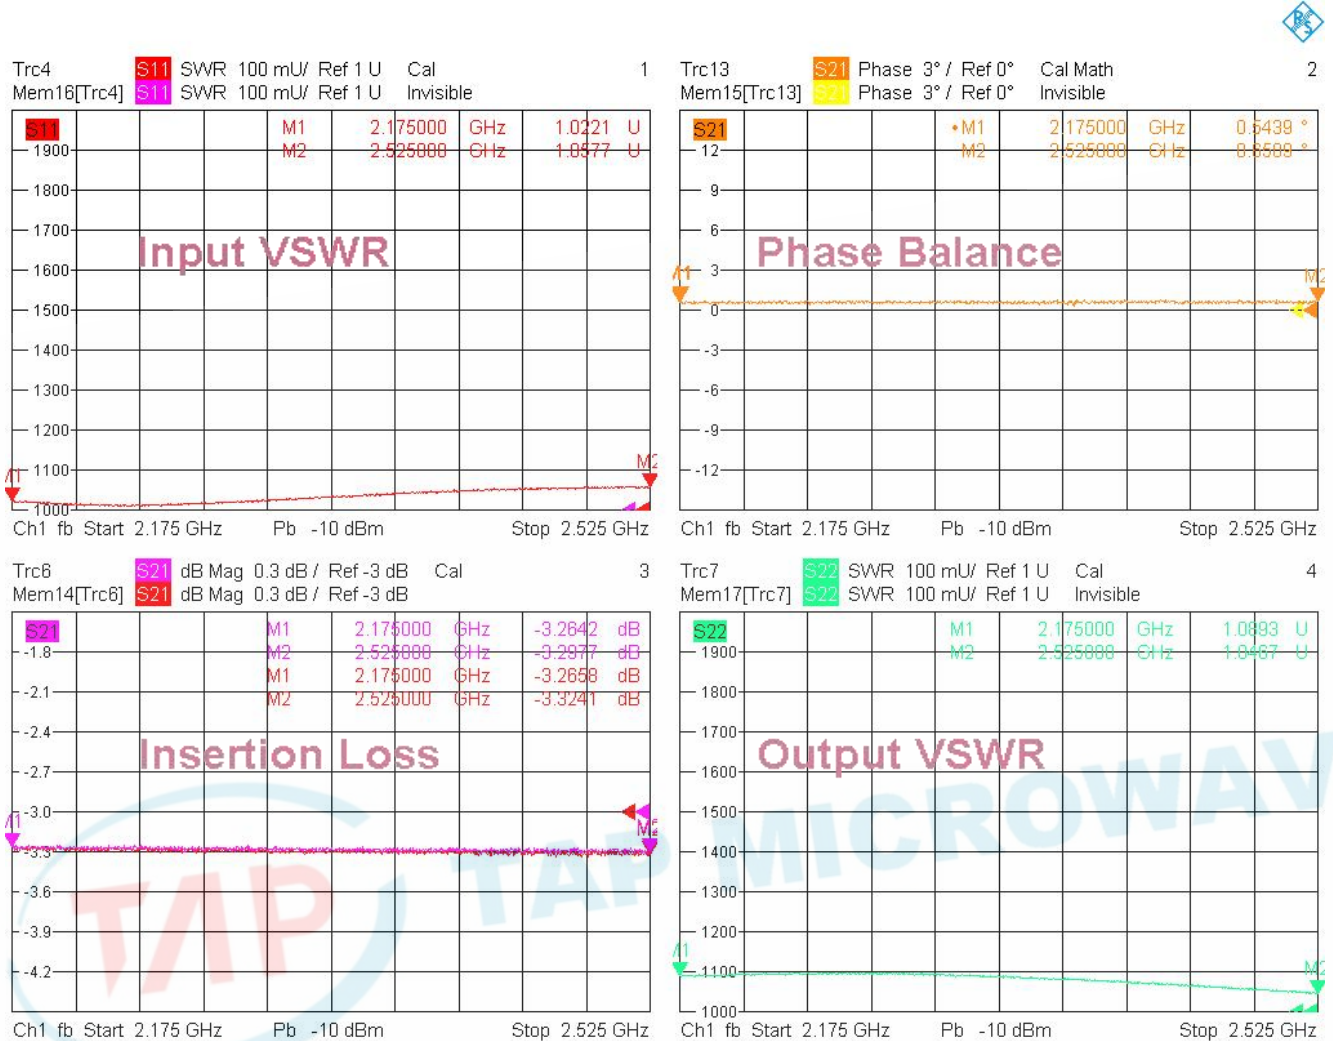 R&S
Trc4 S11 SWR 100 mU/ Ref 1 U Cal 1
Mem16[Trc4] S11 SWR 100 mU/ Ref 1 U Invisible
S11 M1 2.175000 GHz 1.0221 U
1900 M2 2.525000 GHz 1.0577 U
1800
1700
Input VSWR
1600
1500
1400
1300
1200
M1 1100 M2
1000
Ch1 fb Start 2.175 GHz Pb -10 dBm Stop 2.525 GHz
Trc13 S21 Phase 3° / Ref 0° Cal Math 2
Mem15[Trc13] S21 Phase 3° / Ref 0° Invisible
S21 •M1 2.175000 GHz 0.5439 °
12 M2 2.525000 GHz
9
6
Phase Balance
M1 3 M2
0
-3
-6
-9
-12
Ch1 fb Start 2.175 GHz Pb -10 dBm Stop 2.525 GHz
Trc6 S21 dB Mag 0.3 dB / Ref -3 dB Cal 3
Mem14[Trc6] S21 dB Mag 0.3 dB / Ref -3 dB
S21 M1 2.175000 GHz -3.2642 dB
-1.8 M2 2.525000 GHz -3.2977 dB
M1 2.175000 GHz -3.2658 dB
-2.1 M2 2.525000 GHz -3.3241 dB
-2.4
Insertion Loss
-2.7
M1 -3.0 M2
-3.3
-3.6
-3.9
-4.2
Ch1 fb Start 2.175 GHz Pb -10 dBm Stop 2.525 GHz
Trc7 S22 SWR 100 mU/ Ref 1 U Cal 4
Mem17[Trc7] S22 SWR 100 mU/ Ref 1 U Invisible
S22 M1 2.175000 GHz 1.0893 U
1900 M2 2.525000 GHz 1.0467 U
1800
1700
Output VSWR
1600
1500
1400
1300
1200
M1 1100 M2
1000
Ch1 fb Start 2.175 GHz Pb -10 dBm Stop 2.525 GHz
TAP TAP MICROWAV